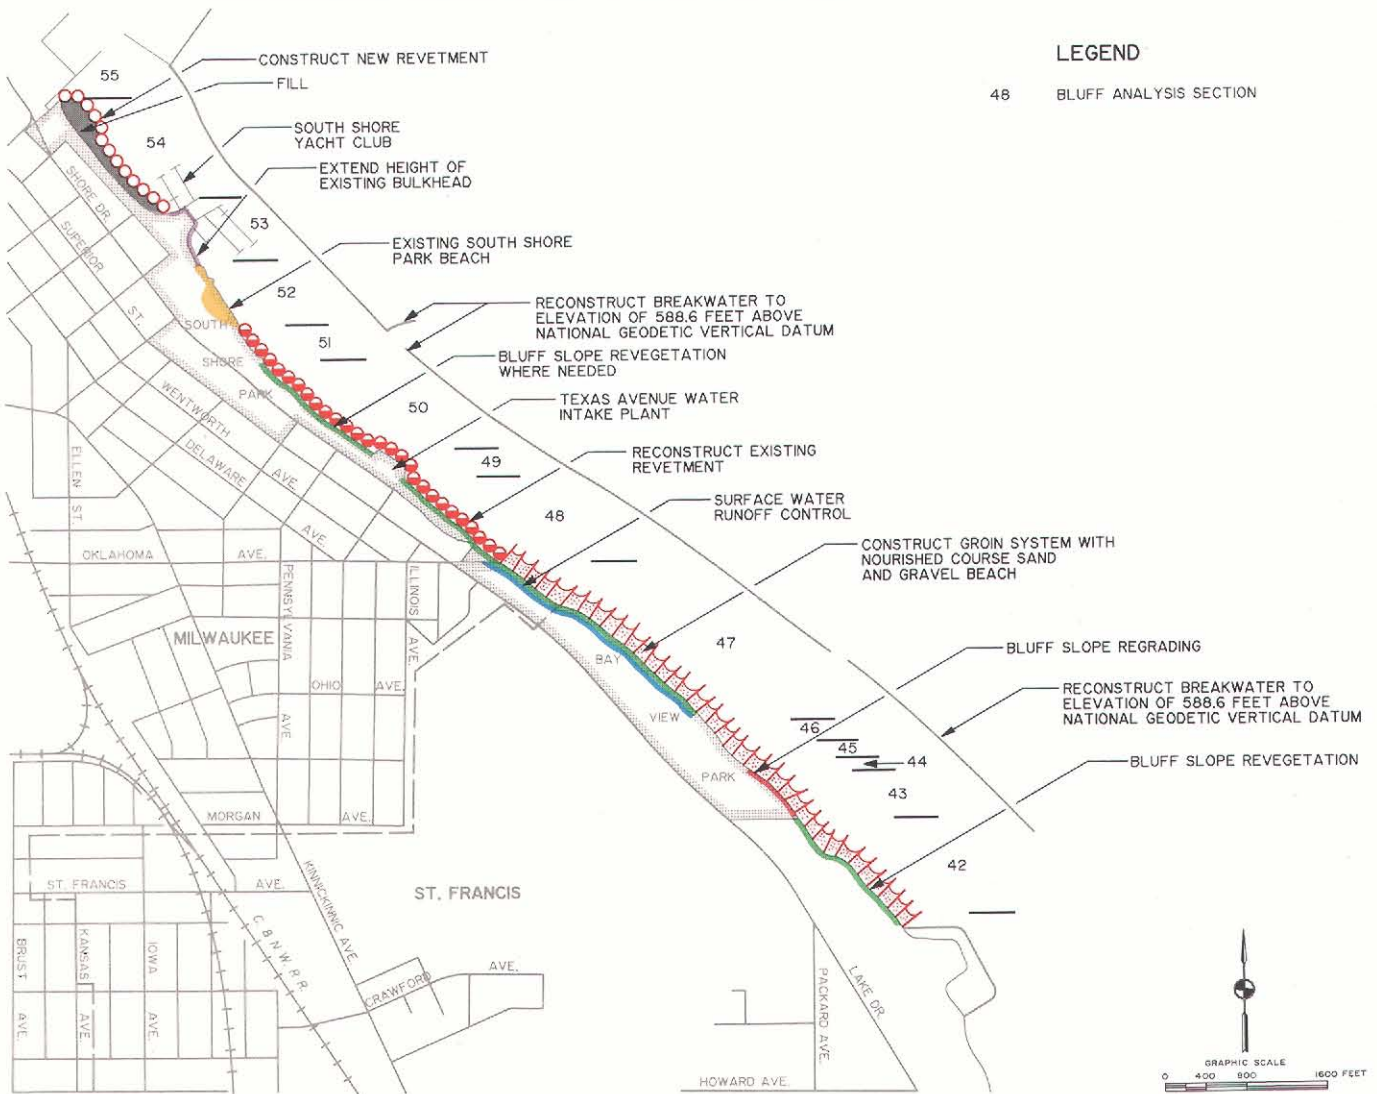 LEGEND
48 BLUFF ANALYSIS SECTION
CONSTRUCT NEW REVETMENT
FILL
SOUTH SHORE
YACHT CLUB
EXTEND HEIGHT OF
EXISTING BULKHEAD
EXISTING SOUTH SHORE
PARK BEACH
RECONSTRUCT BREAKWATER TO
ELEVATION OF 588.6 FEET ABOVE
NATIONAL GEODETIC VERTICAL DATUM
BLUFF SLOPE REVEGETATION
WHERE NEEDED
TEXAS AVENUE WATER
INTAKE PLANT
RECONSTRUCT EXISTING
REVETMENT
SURFACE WATER
RUNOFF CONTROL
CONSTRUCT GROIN SYSTEM WITH
NOURISHED COURSE SAND
AND GRAVEL BEACH
BLUFF SLOPE REGRADING
RECONSTRUCT BREAKWATER TO
ELEVATION OF 588.6 FEET ABOVE
NATIONAL GEODETIC VERTICAL DATUM
BLUFF SLOPE REVEGETATION
55
54
53
52
51
50
49
48
47
46
45
44
43
42
SHORE DR.
SUPERIOR
ST.
SOUTH
SHORE
PARK
WENTWORTH
AVE.
DELAWARE
AVE.
ELLEN
ST.
OKLAHOMA
AVE.
PENNSYLVANIA
AVE
ILLINOIS
AVE.
MILWAUKEE
OHIO
AVE.
BAY
VIEW
PARK
MORGAN
AVE.
ST. FRANCIS
AVE.
KINNICKINNIC AVE.
ST. FRANCIS
C.&N.W.R.R.
BRUST
AVE.
KANSAS
AVE.
IOWA
AVE.
CRAWFORD
AVE.
PACKARD AVE.
LAKE DR.
HOWARD AVE.
GRAPHIC SCALE
0 400 800 1600 FEET